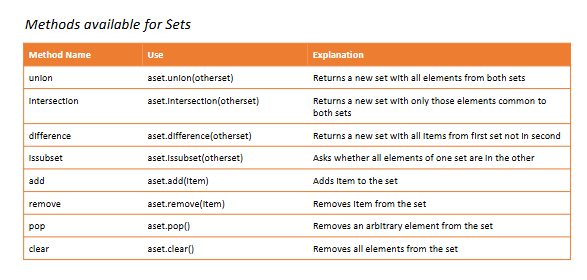 Methods available for Sets
Method Name Use Explanation
union aset.union(otherset) Returns a new set with all elements from both sets
intersection aset.intersection(otherset) Returns a new set with only those elements common to
both sets
difference aset.difference(otherset) Returns a new set with all items from first set not in second
issubset aset.issubset(otherset) Asks whether all elements of one set are in the other
add aset.add(item) Adds item to the set
remove aset.remove(item) Removes item from the set
pop aset.pop() Removes an arbitrary element from the set
clear aset.clear() Removes all elements from the set